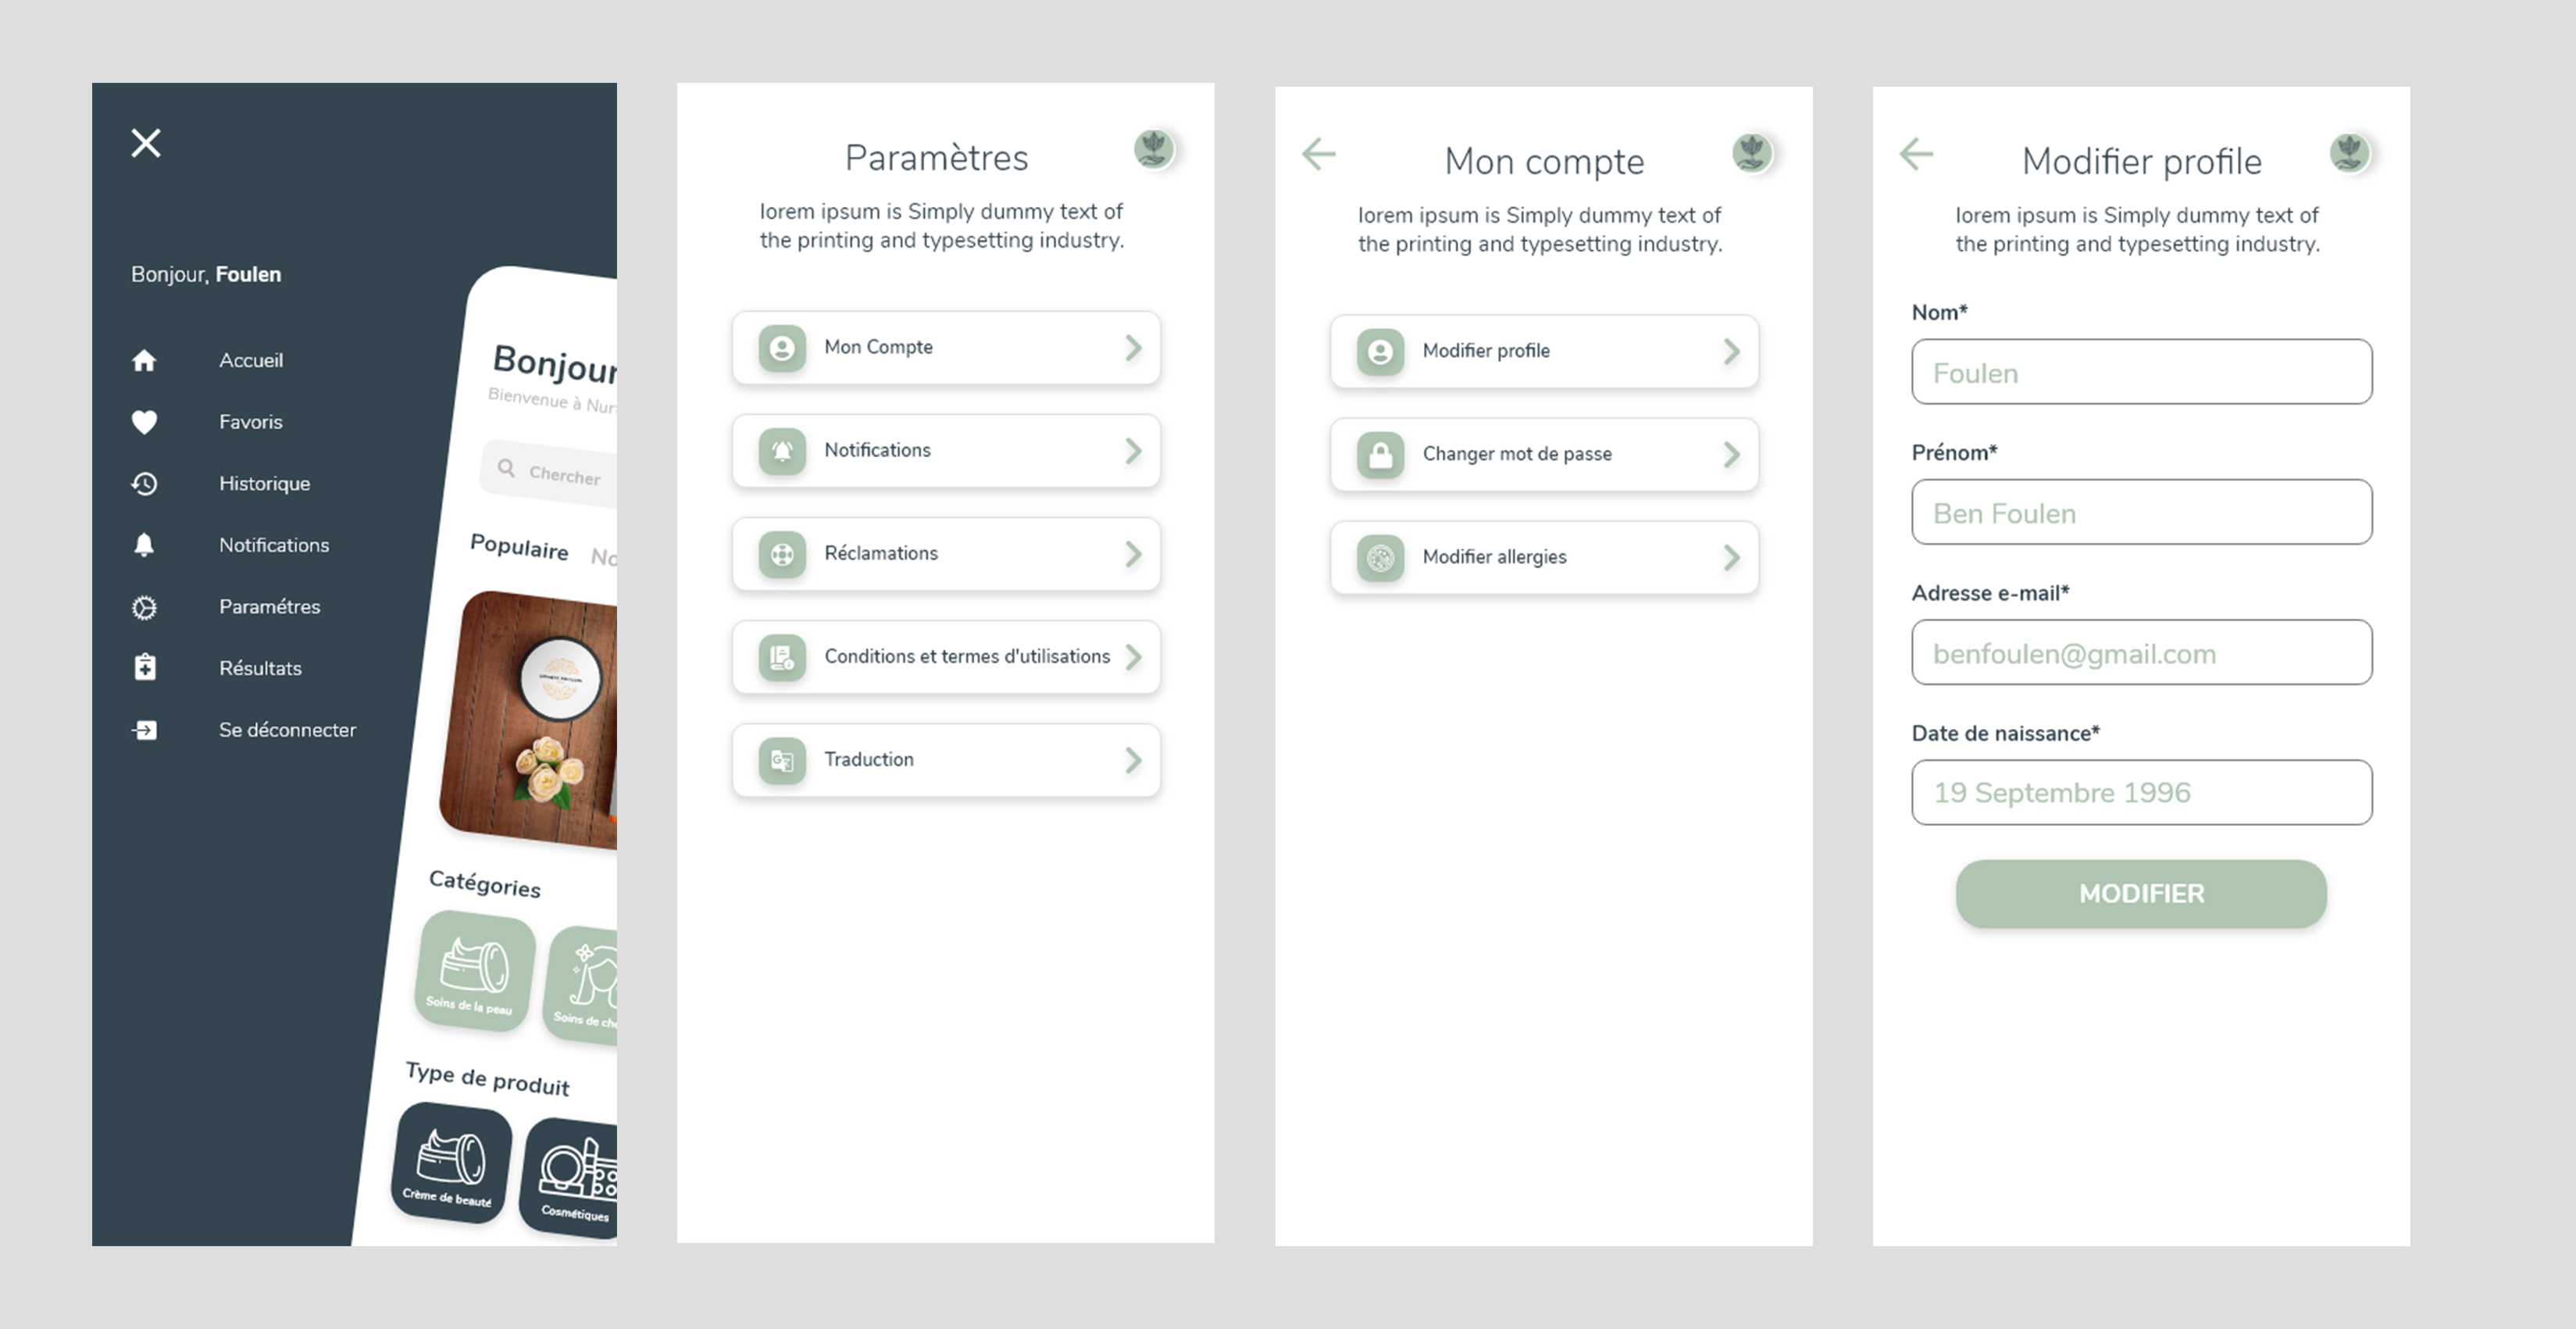 Bonjour, Foulen
Accueil
Favoris
Historique
Notifications
Paramétres
Résultats
Se déconnecter
Bonjour
Bienvenue à
Chercher
Populaire
Catégories
Soins de la peau
Soins de
Type de produit
Crème de beauté
Cosmétiques
Paramètres
lorem ipsum is Simply dummy text of
the printing and typesetting industry.
Mon Compte
Notifications
Réclamations
Conditions et termes d'utilisations
Traduction
Mon compte
lorem ipsum is Simply dummy text of
the printing and typesetting industry.
Modifier profile
Changer mot de passe
Modifier allergies
Modifier profile
lorem ipsum is Simply dummy text of
the printing and typesetting industry.
Nom*
Foulen
Prénom*
Ben Foulen
Adresse e-mail*
benfoulen@gmail.com
Date de naissance*
19 Septembre 1996
MODIFIER